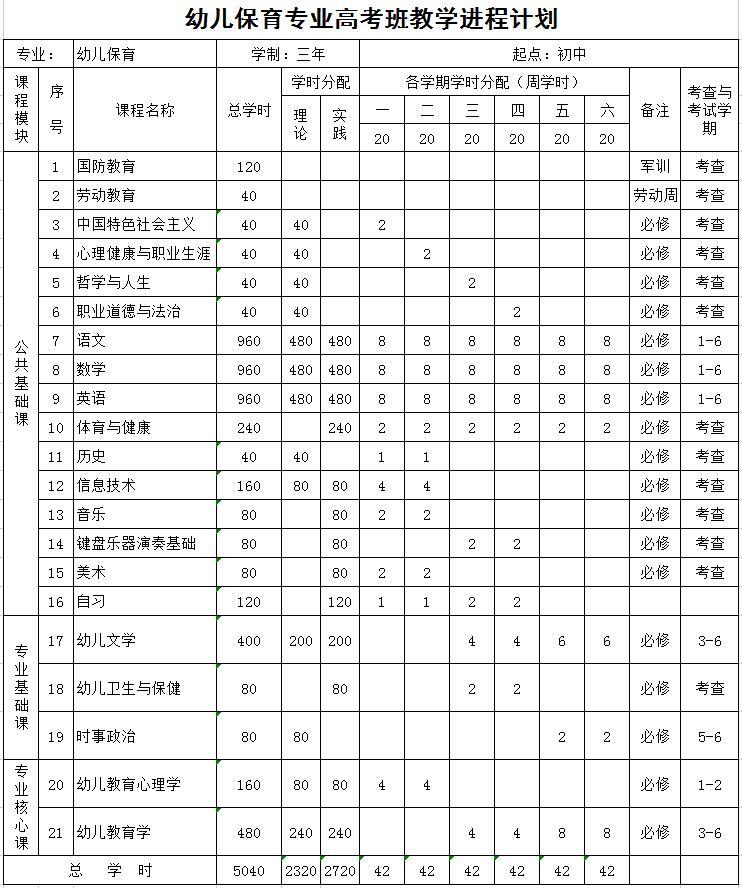 幼儿保育专业高考班教学进程计划
专业： 幼儿保育 学制：三年 起点：初中
课程模块 序号 课程名称 总学时 学时分配 各学期学时分配（周学时） 备注 考查与考试学期
理论 实践 一 二 三 四 五 六
20 20 20 20 20 20
公共基础课
1 国防教育 120 军训 考查
2 劳动教育 40 劳动周 考查
3 中国特色社会主义 40 40 2 必修 考查
4 心理健康与职业生涯 40 40 2 必修 考查
5 哲学与人生 40 40 2 必修 考查
6 职业道德与法治 40 40 2 必修 考查
7 语文 960 480 480 8 8 8 8 8 8 必修 1-6
8 数学 960 480 480 8 8 8 8 8 8 必修 1-6
9 英语 960 480 480 8 8 8 8 8 8 必修 1-6
10 体育与健康 240 240 2 2 2 2 2 2 必修 考查
11 历史 40 40 1 1 必修 考查
12 信息技术 160 80 80 4 4 必修 考查
13 音乐 80 80 2 2 必修 考查
14 键盘乐器演奏基础 80 80 2 2 必修 考查
15 美术 80 80 2 2 必修 考查
16 自习 120 120 1 1 2 2
专业基础课
17 幼儿文学 400 200 200 4 4 6 6 必修 3-6
18 幼儿卫生与保健 80 80 2 2 必修 考查
19 时事政治 80 80 2 2 必修 5-6
专业核心课
20 幼儿教育心理学 160 80 80 4 4 必修 1-2
21 幼儿教育学 480 240 240 4 4 8 8 必修 3-6
总 学 时 5040 2320 2720 42 42 42 42 42 42